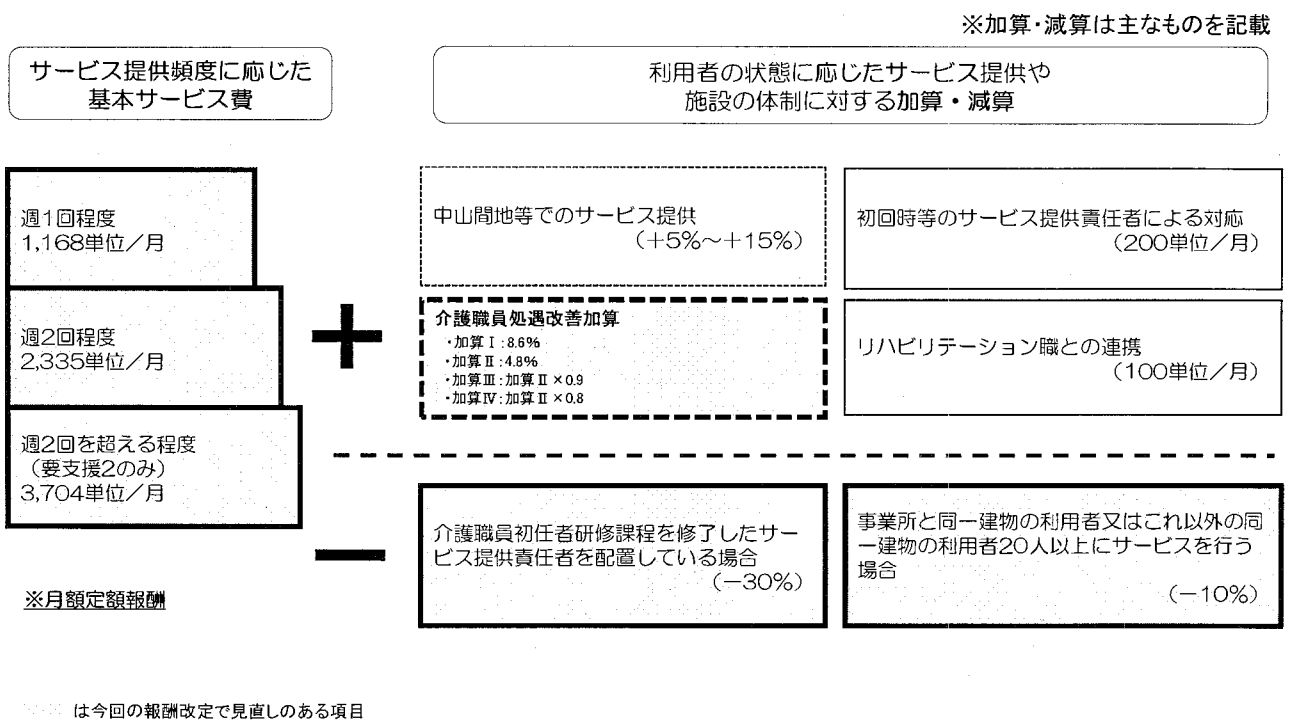 ※加算・減算は主なものを記載
サービス提供頻度に応じた
基本サービス費
利用者の状態に応じたサービス提供や
施設の体制に対する加算・減算
週1回程度
1,168単位／月
週2回程度
2,335単位／月
週2回を超える程度
（要支援2のみ）
3,704単位／月
※月額定額報酬
＋
中山間地等でのサービス提供
（＋5％～＋15％）
初回時等のサービス提供責任者による対応
（200単位／月）
介護職員処遇改善加算
・加算Ⅰ：8.6％
・加算Ⅱ：4.8％
・加算Ⅲ：加算Ⅱ×0.9
・加算Ⅳ：加算Ⅱ×0.8
リハビリテーション職との連携
（100単位／月）
－
介護職員初任者研修課程を修了したサー
ビス提供責任者を配置している場合
（－30％）
事業所と同一建物の利用者又はこれ以外の同
一建物の利用者20人以上にサービスを行う
場合
（－10％）
は今回の報酬改定で見直しのある項目